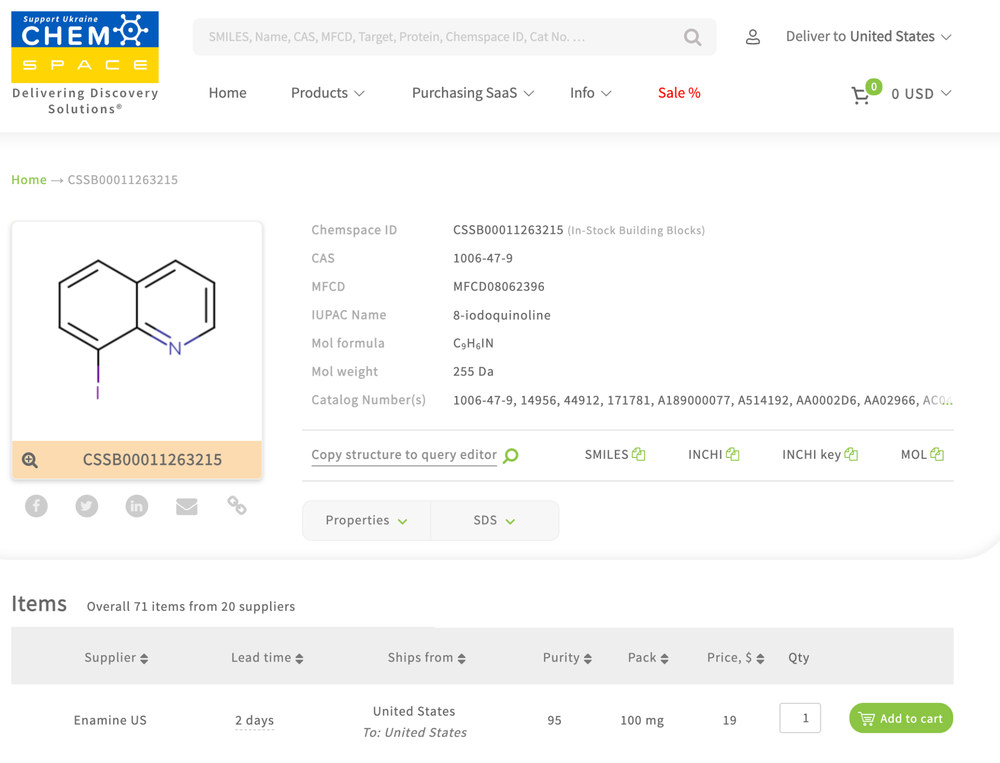 Support Ukraine
CHEM
SPACE
Delivering Discovery
Solutions®
SMILES, Name, CAS, MFCD, Target, Protein, Chemspace ID, Cat No. ...
Deliver to United States
Home
Products
Purchasing SaaS
Info
Sale %
0
0 USD
Home → CSSB00011263215
N
I
CSSB00011263215
Chemspace ID CSSB00011263215 (In-Stock Building Blocks)
CAS 1006-47-9
MFCD MFCD08062396
IUPAC Name 8-iodoquinoline
Mol formula C₉H₆IN
Mol weight 255 Da
Catalog Number(s) 1006-47-9, 14956, 44912, 171781, A189000077, A514192, AA0002D6, AA02966, AC04...
Copy structure to query editor
SMILES
INCHI
INCHI key
MOL
Properties
SDS
Items Overall 71 items from 20 suppliers
Supplier Lead time Ships from Purity Pack Price, $ Qty
Enamine US 2 days United States 95 100 mg 19 1 Add to cart
To: United States